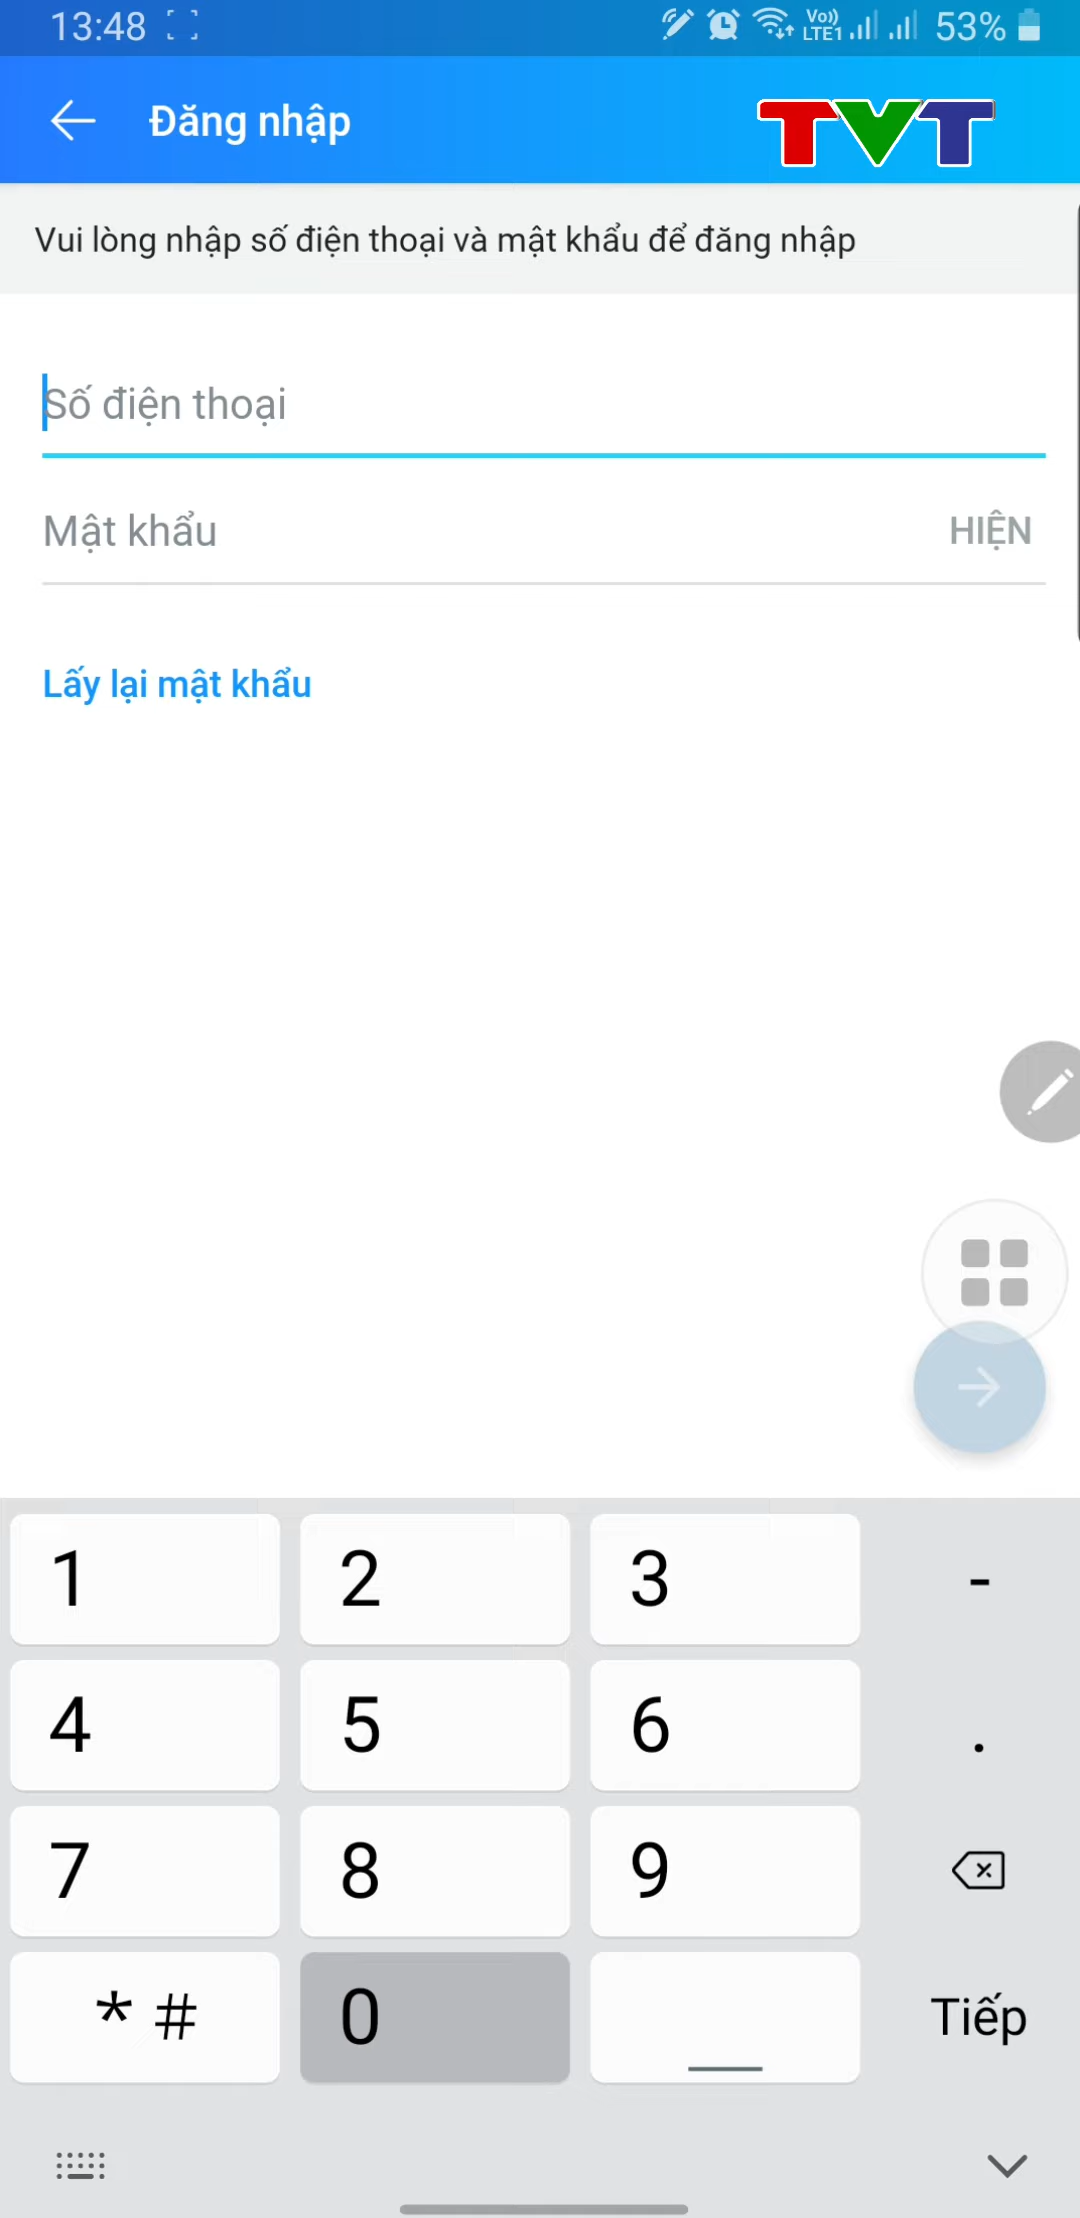 13:48
Vo)) LTE1 53%
Đăng nhập
TVT
Vui lòng nhập số điện thoại và mật khẩu để đăng nhập
Số điện thoại
Mật khẩu HIỆN
Lấy lại mật khẩu
1 2 3 -
4 5 6 .
7 8 9
* # 0 Tiếp